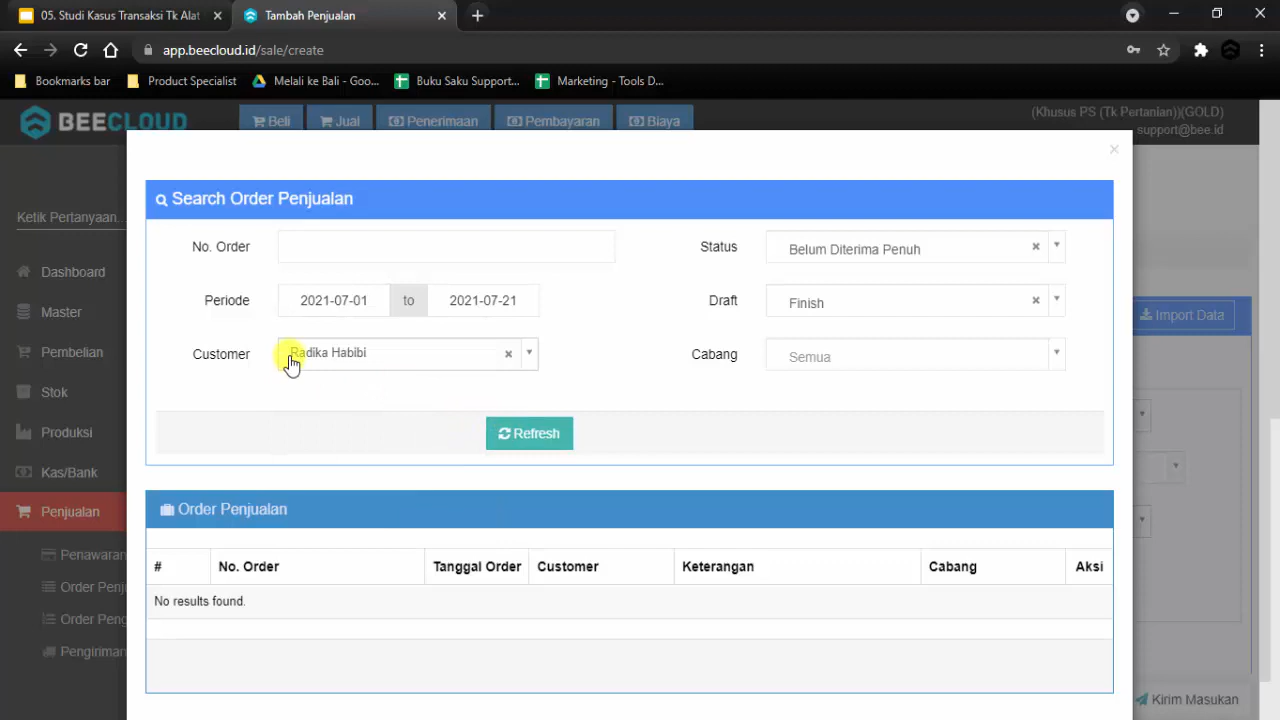 05. Studi Kasus Transaksi Tk Alat
Tambah Penjualan
app.beecloud.id/sale/create
Bookmarks bar
Product Specialist
Melali ke Bali - Goo...
Buku Saku Support...
Marketing - Tools D...
BEECLOUD
Beli
Jual
Penerimaan
Pembayaran
Biaya
(Khusus PS (Tk Pertanian))(GOLD)
support@bee.id
Ketik Pertanyaan...
Dashboard
Master
Pembelian
Stok
Produksi
Kas/Bank
Penjualan
Penawaran
Order Penj
Order Peng
Pengiriman
×
Search Order Penjualan
No. Order
Status
Belum Diterima Penuh
×
Periode
2021-07-01 to 2021-07-21
Draft
Finish
×
Customer
Radika Habibi
×
Cabang
Semua
Refresh
Order Penjualan
# No. Order Tanggal Order Customer Keterangan Cabang Aksi
No results found.
Import Data
Kirim Masukan